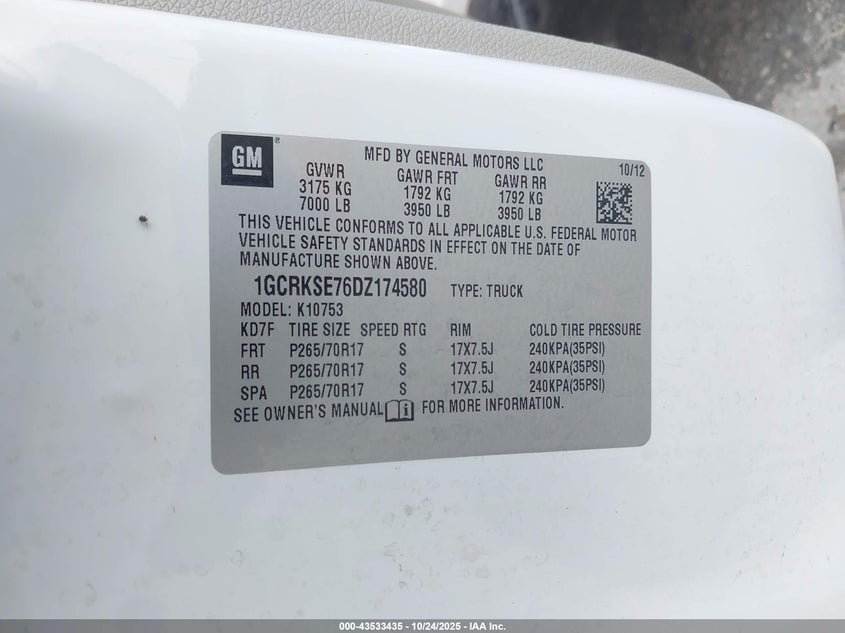 GM
MFD BY GENERAL MOTORS LLC
10/12
GVWR GAWR FRT GAWR RR
3175 KG 1792 KG 1792 KG
7000 LB 3950 LB 3950 LB
THIS VEHICLE CONFORMS TO ALL APPLICABLE U.S. FEDERAL MOTOR
VEHICLE SAFETY STANDARDS IN EFFECT ON THE DATE OF
MANUFACTURE SHOWN ABOVE.
1GCRKSE76DZ174580 TYPE: TRUCK
MODEL: K10753
KD7F TIRE SIZE SPEED RTG RIM COLD TIRE PRESSURE
FRT P265/70R17 S 17X7.5J 240KPA(35PSI)
RR P265/70R17 S 17X7.5J 240KPA(35PSI)
SPA P265/70R17 S 17X7.5J 240KPA(35PSI)
SEE OWNER'S MANUAL FOR MORE INFORMATION.
000-43533435 - 10/24/2025 - IAA Inc.